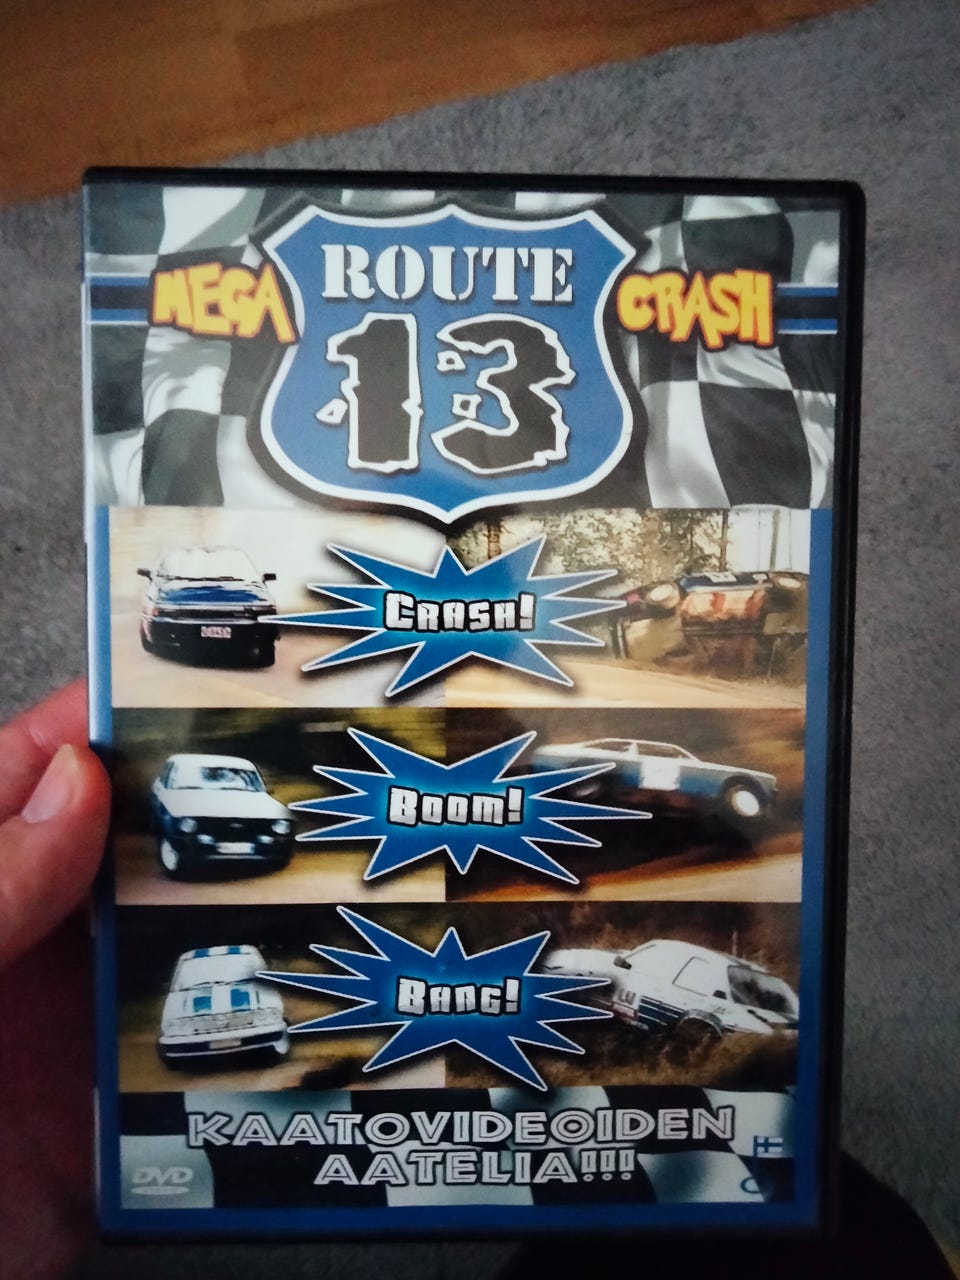 ROUTE
MEGA
CRASH
13
CRASH!
BOOM!
BANG!
KAATOVIDEOIDEN
AATELIA!!!
DVD